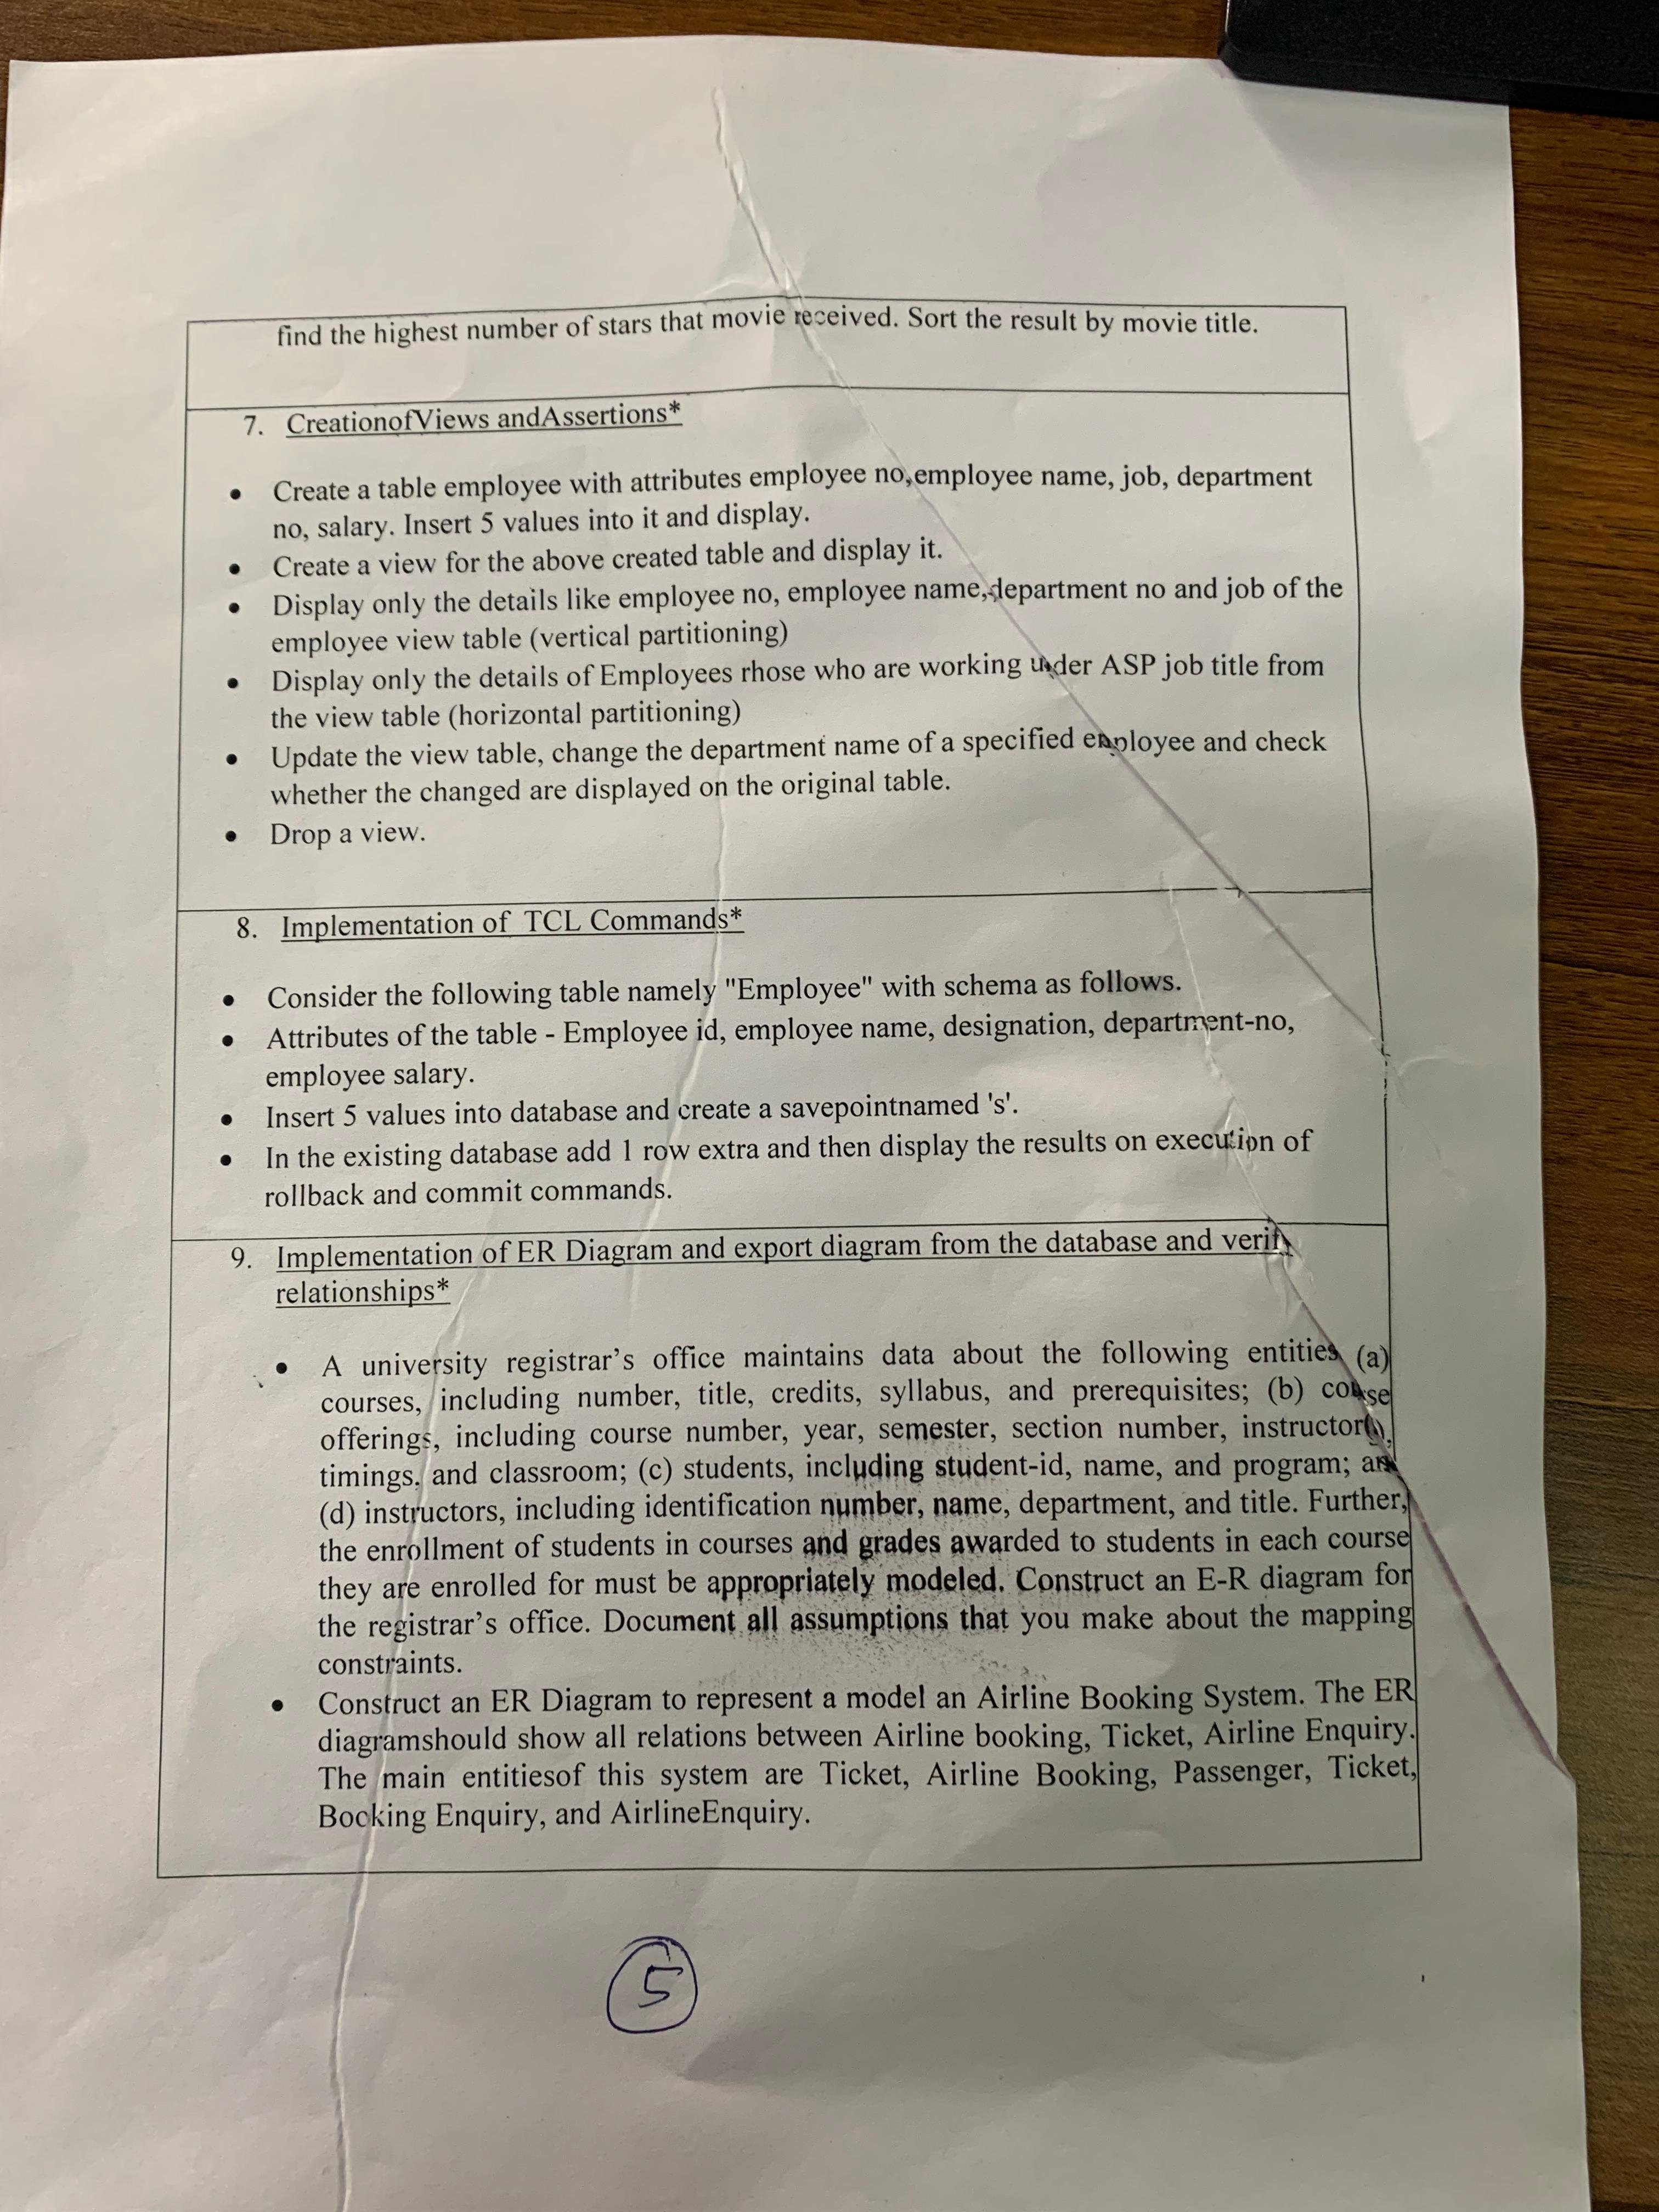 find the highest number of stars that movie received. Sort the result by movie title.
7. CreationofViews andAssertions*
• Create a table employee with attributes employee no,employee name, job, department
no, salary. Insert 5 values into it and display.
• Create a view for the above created table and display it.
• Display only the details like employee no, employee name,department no and job of the
employee view table (vertical partitioning)
• Display only the details of Employees rhose who are working under ASP job title from
the view table (horizontal partitioning)
• Update the view table, change the department name of a specified employee and check
whether the changed are displayed on the original table.
• Drop a view.
8. Implementation of TCL Commands*
• Consider the following table namely "Employee" with schema as follows.
• Attributes of the table - Employee id, employee name, designation, department-no,
employee salary.
• Insert 5 values into database and create a savepointnamed 's'.
• In the existing database add 1 row extra and then display the results on execution of
rollback and commit commands.
9. Implementation of ER Diagram and export diagram from the database and verify
relationships*
• A university registrar’s office maintains data about the following entities (a)
courses, including number, title, credits, syllabus, and prerequisites; (b) course
offerings, including course number, year, semester, section number, instructor(s),
timings, and classroom; (c) students, including student-id, name, and program; and
(d) instructors, including identification number, name, department, and title. Further,
the enrollment of students in courses and grades awarded to students in each course
they are enrolled for must be appropriately modeled. Construct an E-R diagram for
the registrar’s office. Document all assumptions that you make about the mapping
constraints.
• Construct an ER Diagram to represent a model an Airline Booking System. The ER
diagramshould show all relations between Airline booking, Ticket, Airline Enquiry.
The main entitiesof this system are Ticket, Airline Booking, Passenger, Ticket,
Bocking Enquiry, and AirlineEnquiry.
5